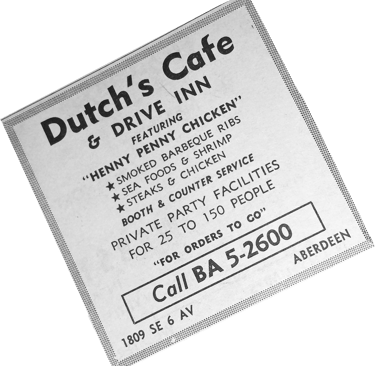 Dutch's Cafe
& DRIVE INN
FEATURING
"HENNY PENNY CHICKEN"
★ SMOKED BARBEQUE RIBS
★ SEA FOODS & SHRIMP
★ STEAKS & CHICKEN
BOOTH & COUNTER SERVICE
PRIVATE PARTY FACILITIES
FOR 25 TO 150 PEOPLE
"FOR ORDERS TO GO"
Call BA 5-2600
1809 SE 6 AV ABERDEEN